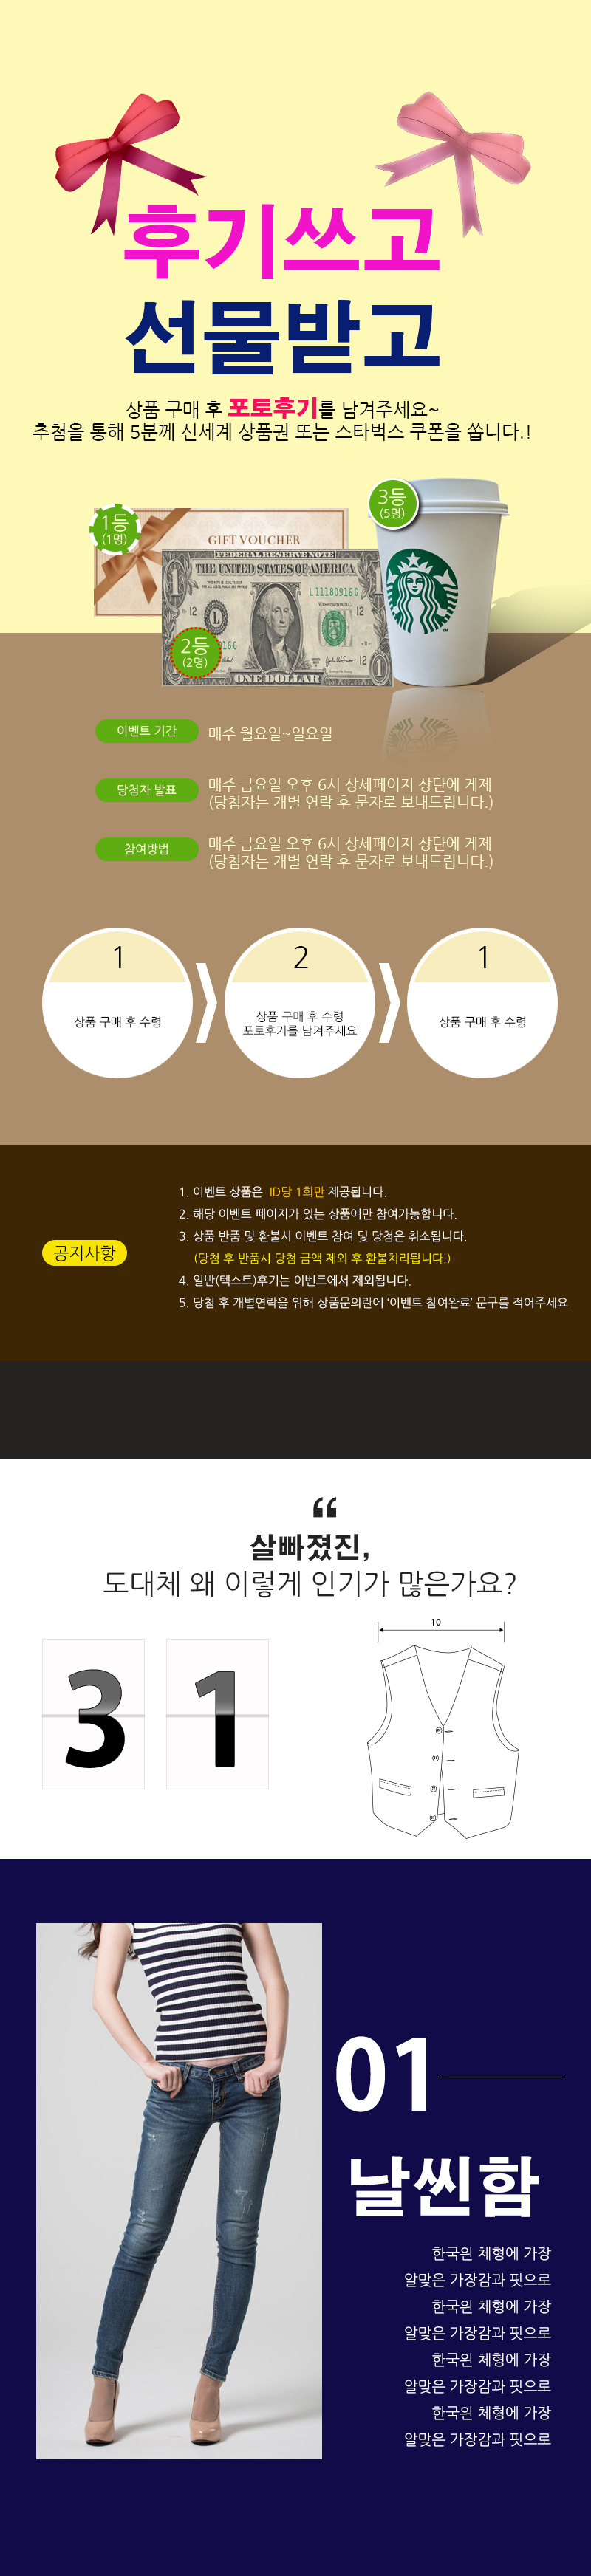 후기쓰고
선물받고
상품 구매 후 포토후기를 남겨주세요~
추첨을 통해 5분께 신세계 상품권 또는 스타벅스 쿠폰을 쏩니다.!
3등
(5명)
1등
(1명)
GIFT VOUCHER
FEDERAL RESERVE NOTE
THE UNITED STATES OF AMERICA
L 11180916 G
12
12
L
16 G
2등
(2명)
12
12
ONE DOLLAR
이벤트 기간
매주 월요일~일요일
당첨자 발표
매주 금요일 오후 6시 상세페이지 상단에 게제
(당첨자는 개별 연락 후 문자로 보내드립니다.)
참여방법
매주 금요일 오후 6시 상세페이지 상단에 게제
(당첨자는 개별 연락 후 문자로 보내드립니다.)
1
2
1
상품 구매 후 수령
상품 구매 후 수령
포토후기를 남겨주세요
상품 구매 후 수령
공지사항
1. 이벤트 상품은 ID당 1회만 제공됩니다.
2. 해당 이벤트 페이지가 있는 상품에만 참여가능합니다.
3. 상품 반품 및 환불시 이벤트 참여 및 당첨은 취소됩니다.
(당첨 후 반품시 당첨 금액 제외 후 환불처리됩니다.)
4. 일반(텍스트)후기는 이벤트에서 제외됩니다.
5. 당첨 후 개별연락을 위해 상품문의란에 '이벤트 참여완료' 문구를 적어주세요
“
살빠졌진,
도대체 왜 이렇게 인기가 많은가요?
10
31
01
날씬함
한국읜 체형에 가장
알맞은 가장감과 핏으로
한국읜 체형에 가장
알맞은 가장감과 핏으로
한국읜 체형에 가장
알맞은 가장감과 핏으로
한국읜 체형에 가장
알맞은 가장감과 핏으로